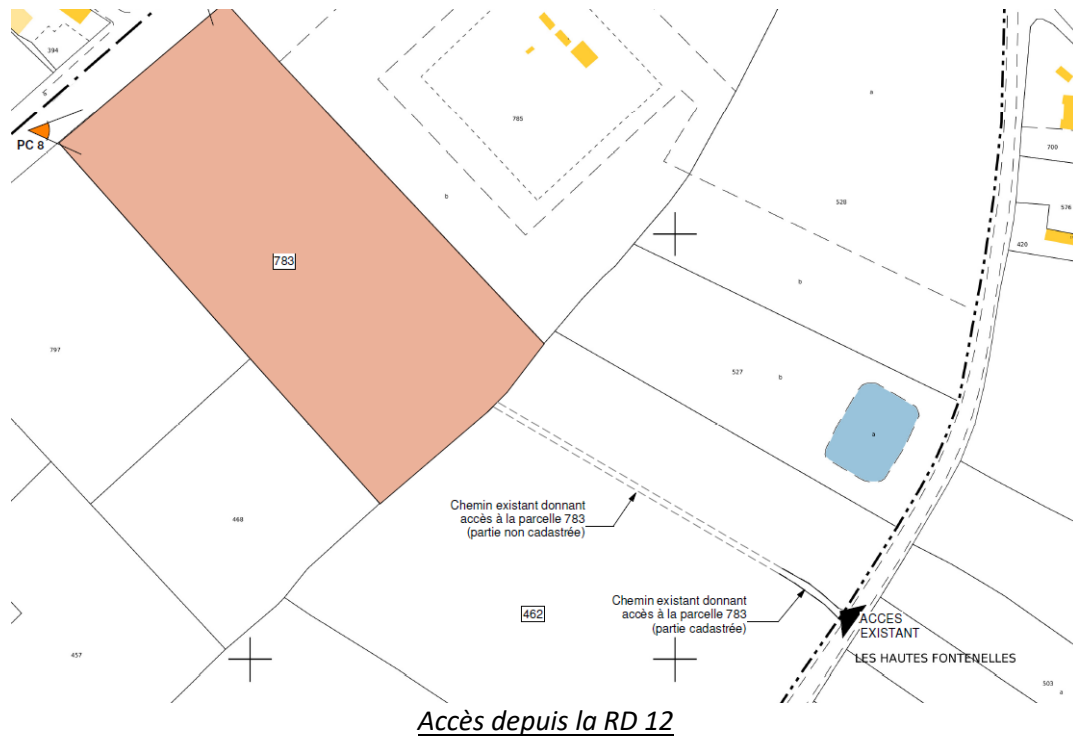 394
5
PC 8
785
a
700
b
528
576
420
783
b
797
527
b
a
Chemin existant donnant
accès à la parcelle 783
(partie non cadastrée)
468
462
Chemin existant donnant
accès à la parcelle 783
(partie cadastrée)
ACCES
EXISTANT
LES HAUTES FONTENELLES
457
503
Accès depuis la RD 12